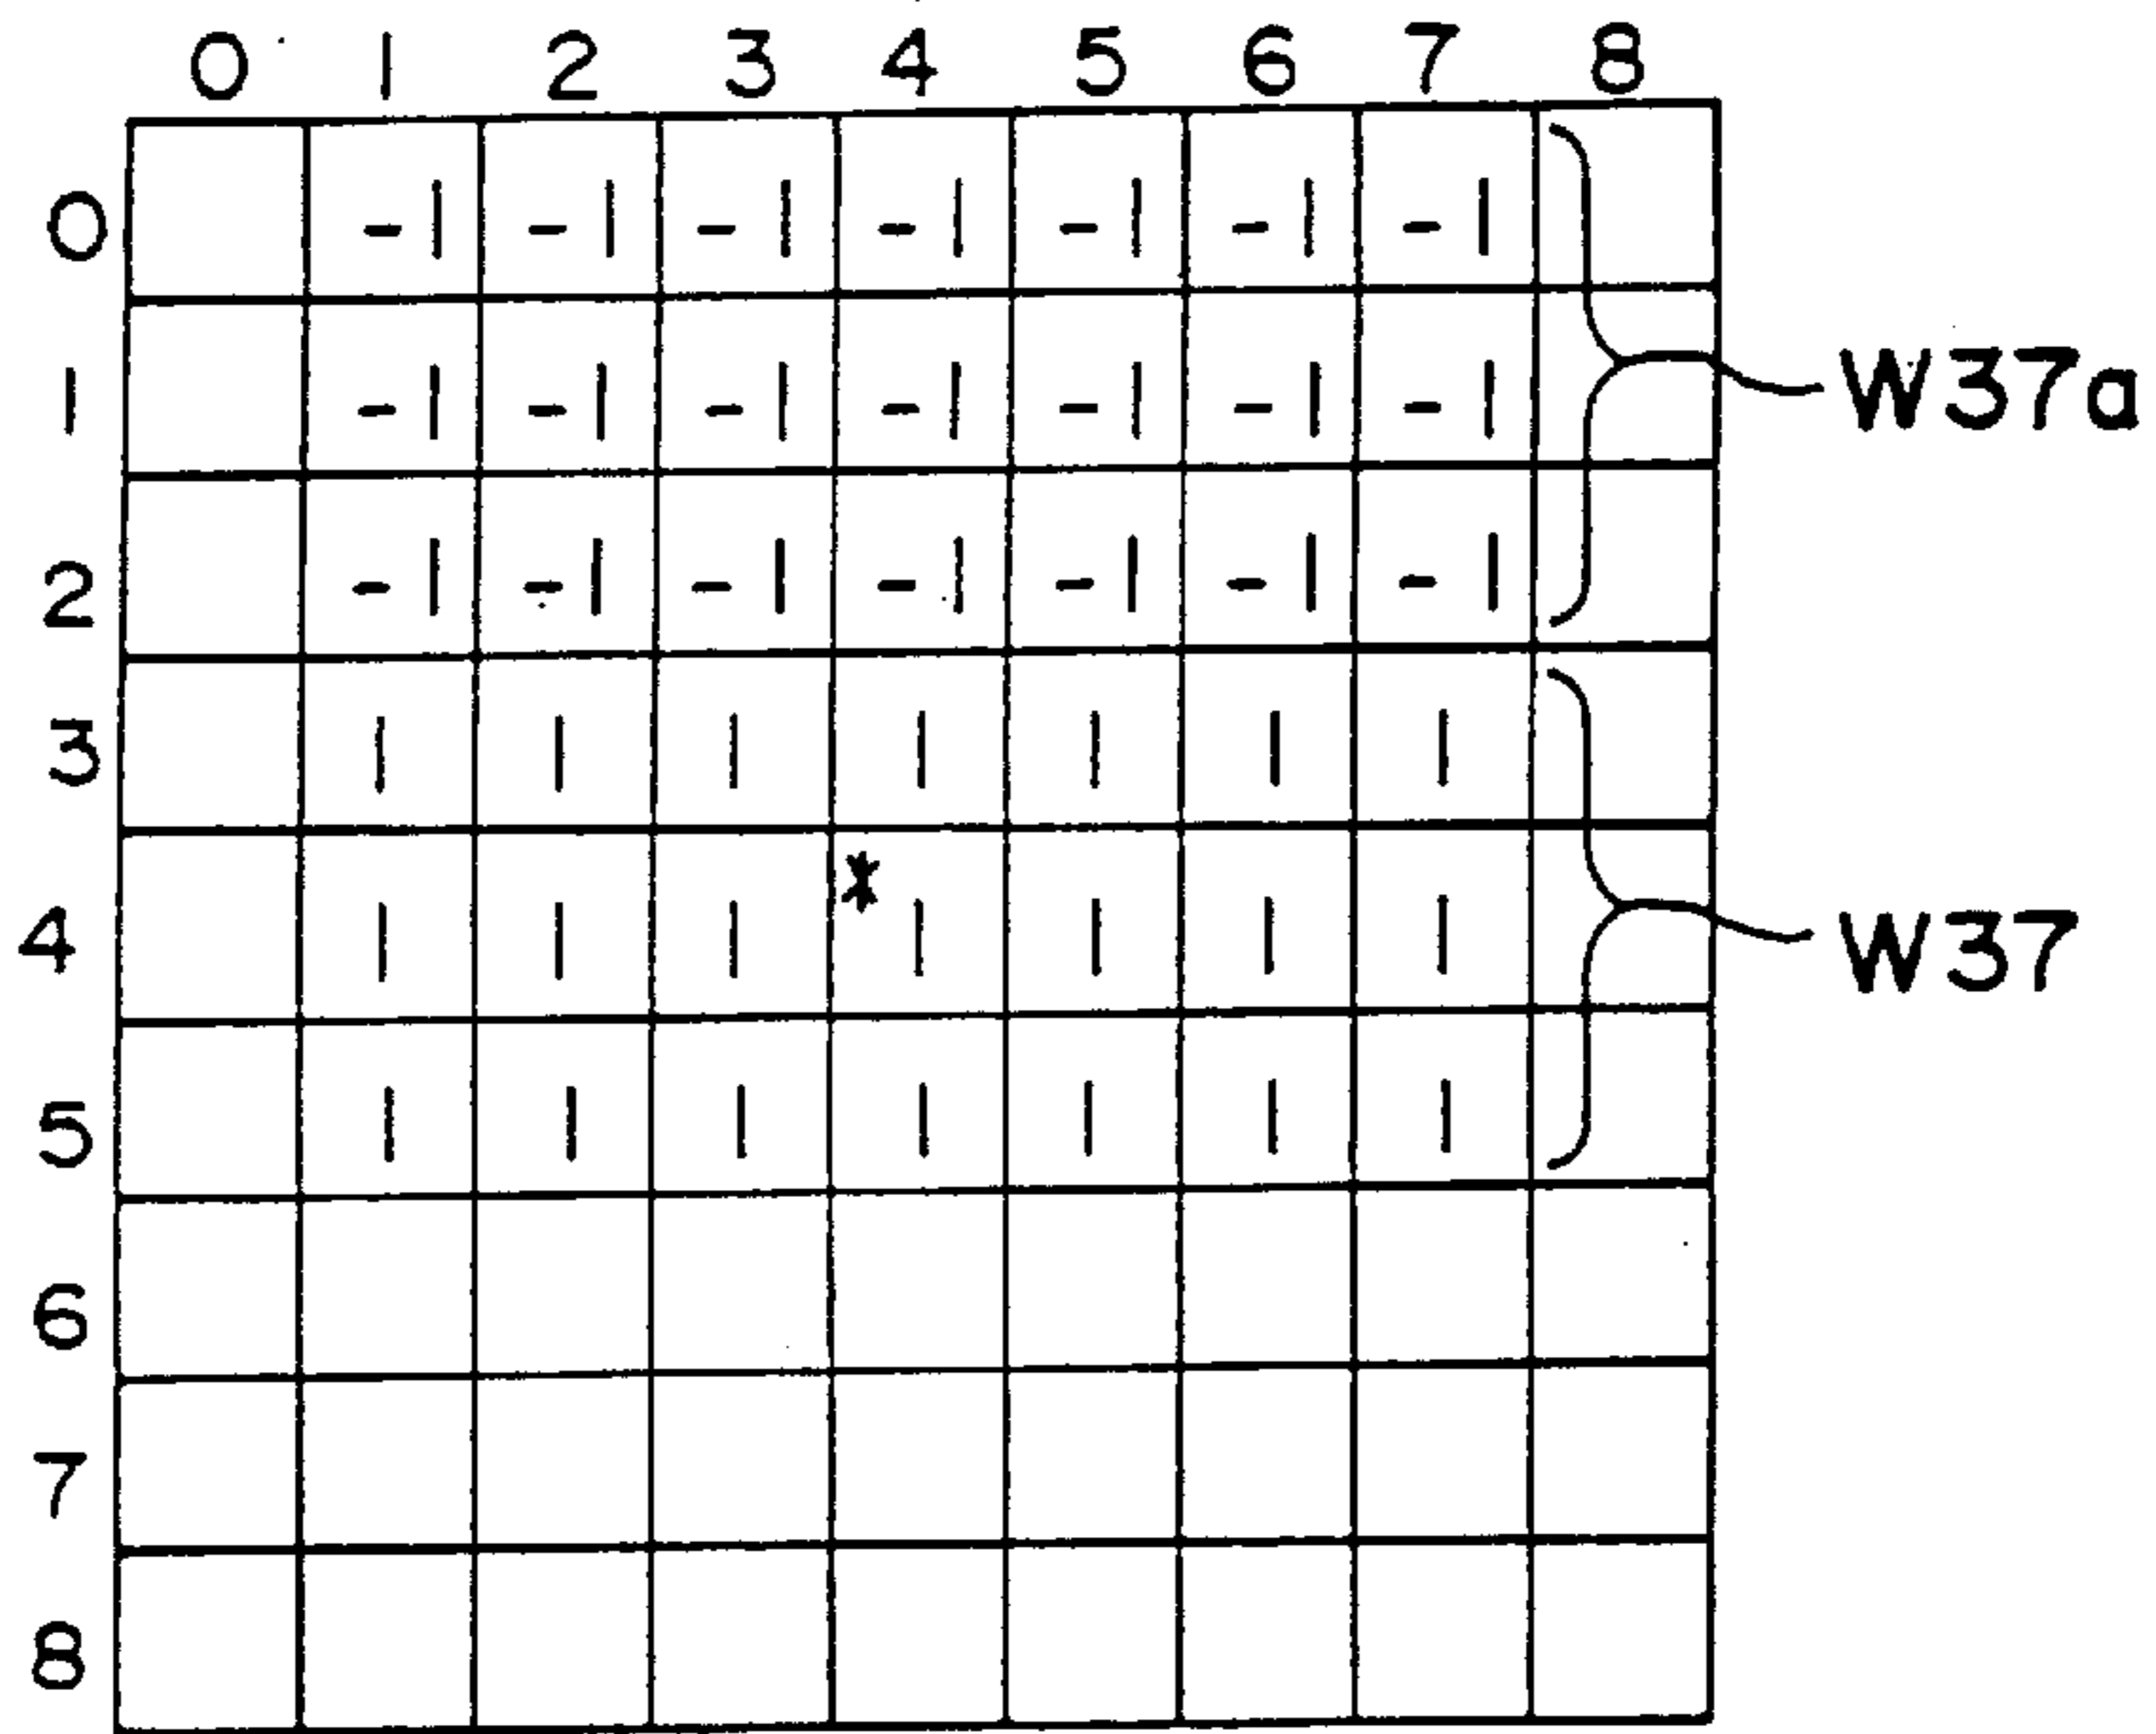 0 1 2 3 4 5 6 7 8
0 -1 -1 -1 -1 -1 -1 -1
1 -1 -1 -1 -1 -1 -1 -1
W37a
2 -1 -1 -1 -1 -1 -1 -1
3 1 1 1 1 1 1 1
4 1 1 1 *1 1 1 1
W37
5 1 1 1 1 1 1 1
6
7
8